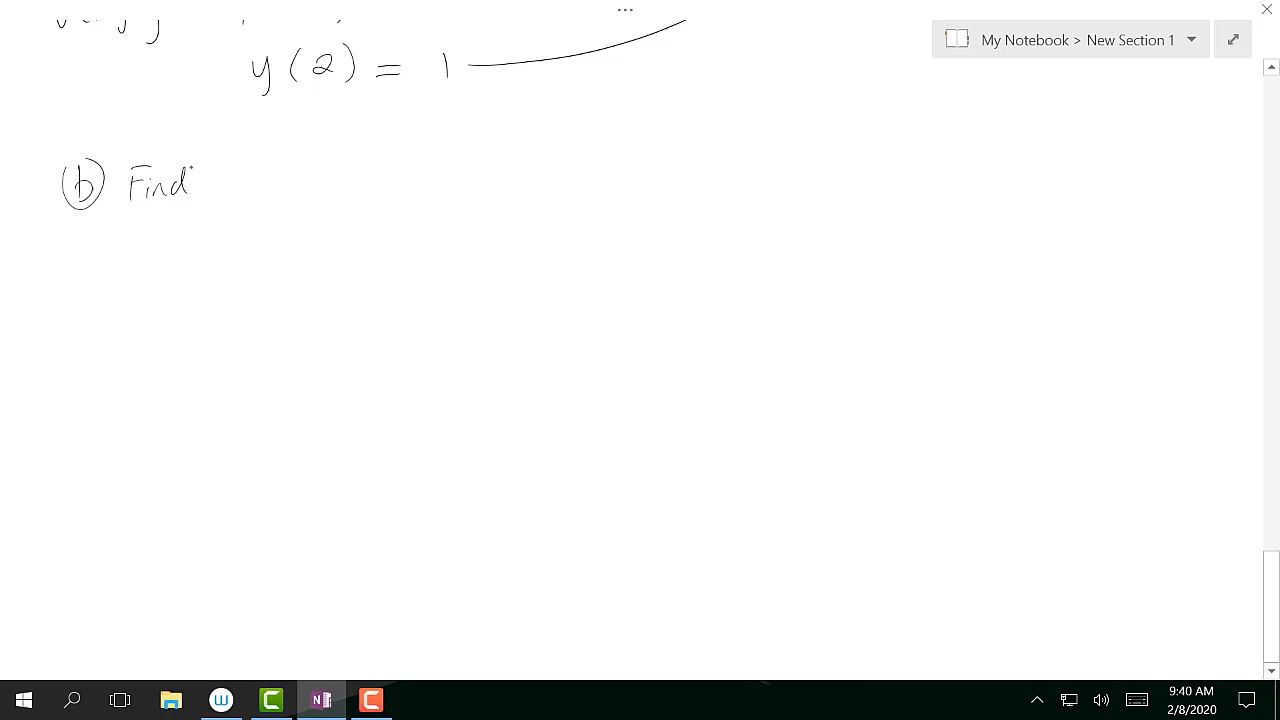 My Notebook > New Section 1
y(2) = 1
(b) Find
9:40 AM
2/8/2020